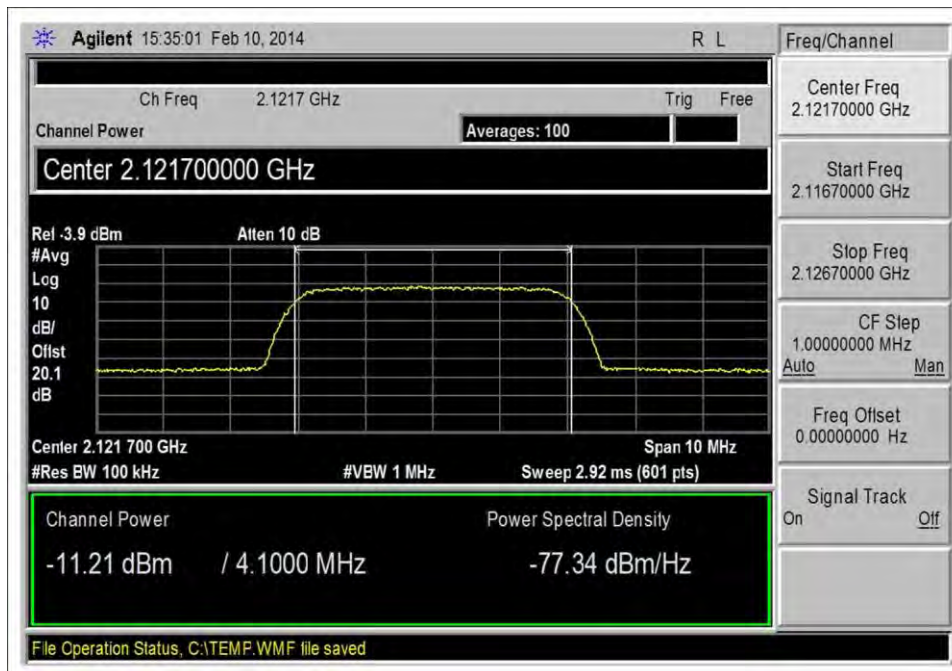 Agilent 15:35:01 Feb 10, 2014 R L
Freq/Channel
Ch Freq 2.1217 GHz Trig Free
Channel Power Averages: 100
Center 2.121700000 GHz
Ref -3.9 dBm Atten 10 dB
#Avg
Log
10
dB/
Offst
20.1
dB
Center 2.121 700 GHz Span 10 MHz
#Res BW 100 kHz #VBW 1 MHz Sweep 2.92 ms (601 pts)
Channel Power Power Spectral Density
-11.21 dBm / 4.1000 MHz -77.34 dBm/Hz
File Operation Status, C:\TEMP.WMF file saved
Center Freq
2.12170000 GHz
Start Freq
2.11670000 GHz
Stop Freq
2.12670000 GHz
CF Step
1.00000000 MHz
Auto Man
Freq Offset
0.00000000 Hz
Signal Track
On Off